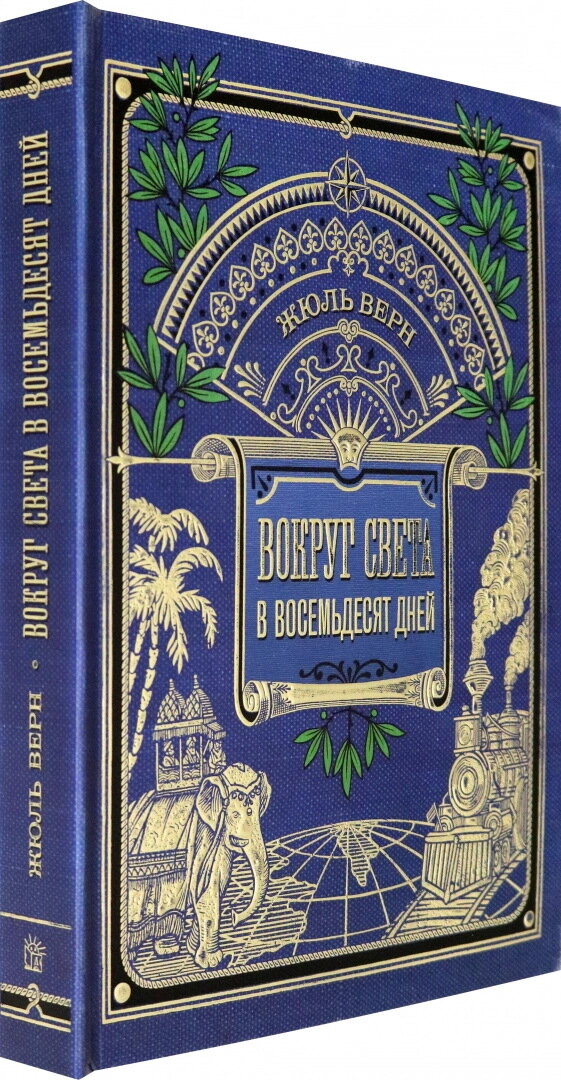 ЖЮЛЬ ВЕРН
ВОКРУГ СВЕТА
В ВОСЕМЬДЕСЯТ ДНЕЙ
ЖЮЛЬ ВЕРН • ВОКРУГ СВЕТА В ВОСЕМЬДЕСЯТ ДНЕЙ